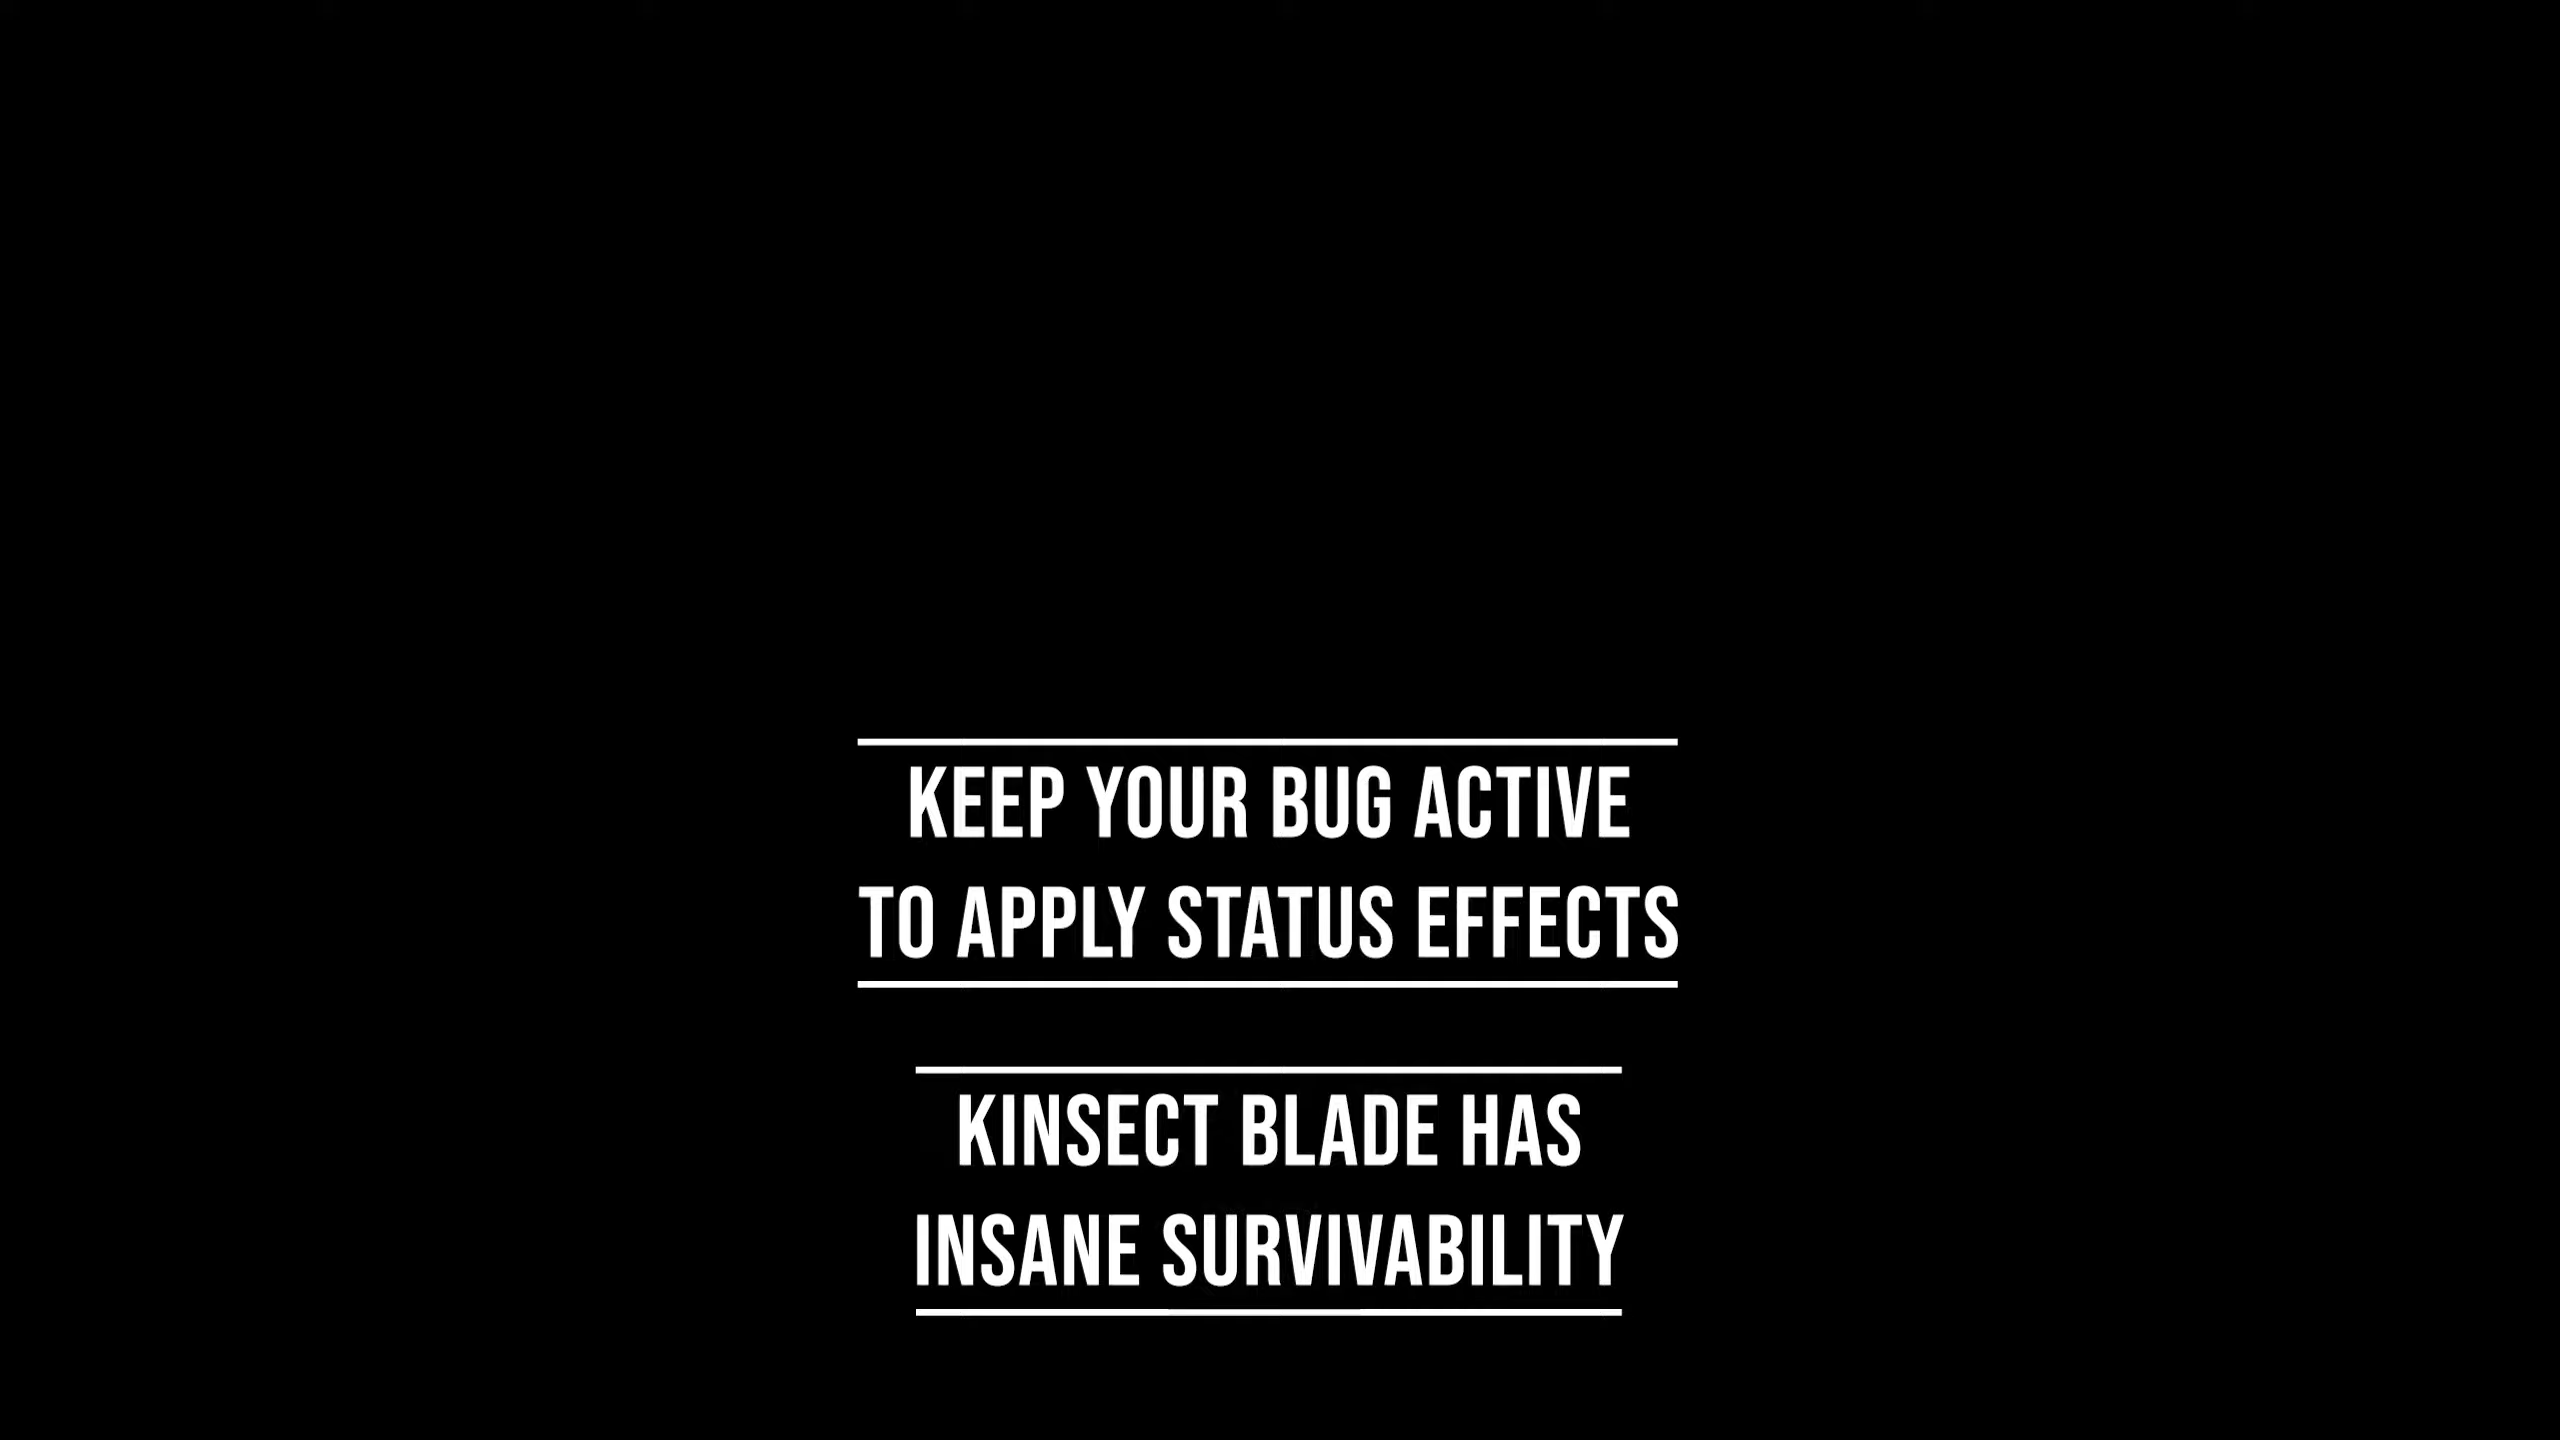 KEEP YOUR BUG ACTIVE
TO APPLY STATUS EFFECTS
KINSECT BLADE HAS
INSANE SURVIVABILITY